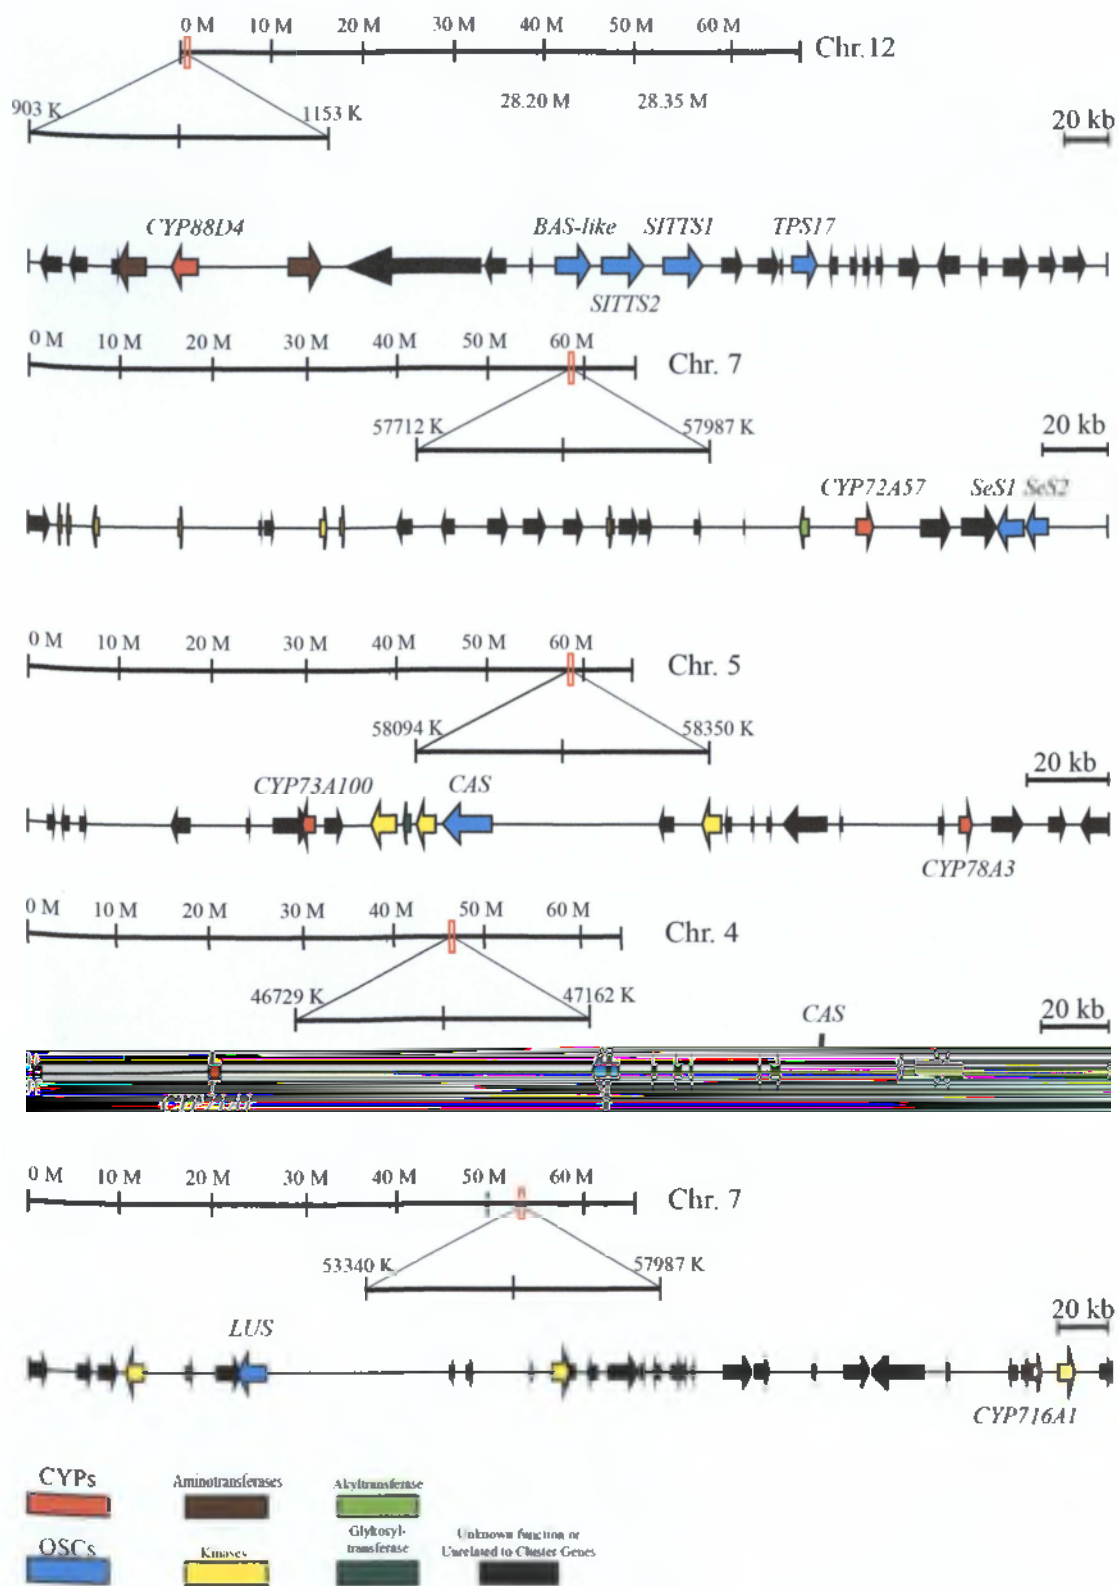 0 M 10 M 20 M 30 M 40 M 50 M 60 M
Chr.12
28.20 M 28.35 M
903 K 1153 K
20 kb
CYP88D4 BAS-like SITTS1 TPS17
SITTS2
0 M 10 M 20 M 30 M 40 M 50 M 60 M
Chr. 7
57712 K 57987 K
20 kb
CYP72A57 SeS1 SeS2
0 M 10 M 20 M 30 M 40 M 50 M 60 M
Chr. 5
58094 K 58350 K
20 kb
CYP73A100 CAS
CYP78A3
0 M 10 M 20 M 30 M 40 M 50 M 60 M
Chr. 4
46729 K 47162 K
CAS
20 kb
0 M 10 M 20 M 30 M 40 M 50 M 60 M
Chr. 7
53340 K 57987 K
20 kb
LUS
CYP716A1
CYPs Aminotransferases Akyltransferase
OSCs Kinases Glykosyl-
transferase
Unknown function or
Unrelated to Cluster Genes